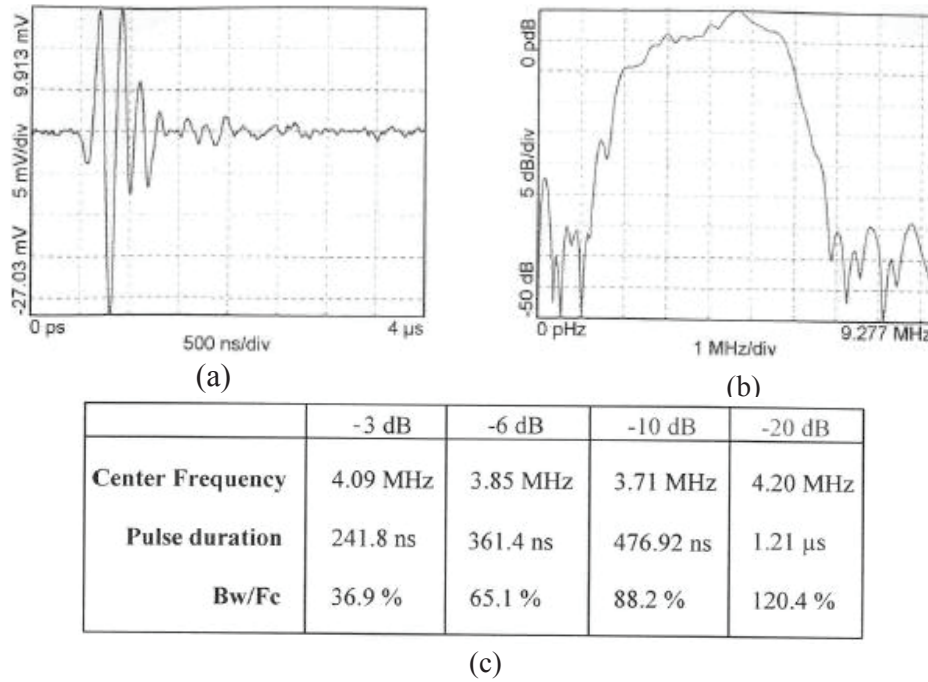 9.913 mV
5 mV/div
-27.03 mV
0 ps
500 ns/div
4 µs
(a)
0 pdB
5 dB/div
-50 dB
0 pHz
1 MHz/div
9.277 MHz
(b)
-3 dB -6 dB -10 dB -20 dB
Center Frequency 4.09 MHz 3.85 MHz 3.71 MHz 4.20 MHz
Pulse duration 241.8 ns 361.4 ns 476.92 ns 1.21 µs
Bw/Fc 36.9 % 65.1 % 88.2 % 120.4 %
(c)